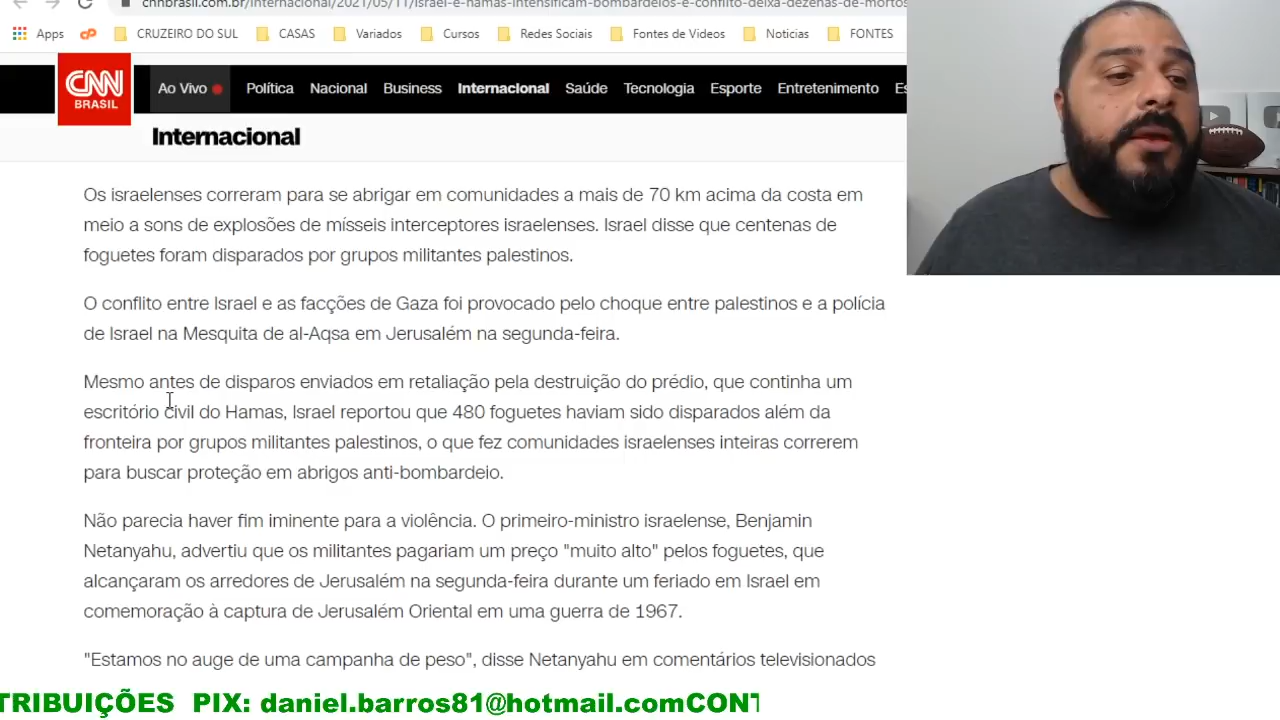 cnnbrasil.com.br/internacional/2021/05/11/israel-e-hamas-intensificam-bombardeios-e-conflito-deixa-dezenas-de-mortos
Apps CRUZEIRO DO SUL CASAS Variados Cursos Redes Sociais Fontes de Videos Noticias FONTES
CNN BRASIL Ao Vivo Política Nacional Business Internacional Saúde Tecnologia Esporte Entretenimento
Internacional
Os israelenses correram para se abrigar em comunidades a mais de 70 km acima da costa em
meio a sons de explosões de mísseis interceptores israelenses. Israel disse que centenas de
foguetes foram disparados por grupos militantes palestinos.
O conflito entre Israel e as facções de Gaza foi provocado pelo choque entre palestinos e a polícia
de Israel na Mesquita de al-Aqsa em Jerusalém na segunda-feira.
Mesmo antes de disparos enviados em retaliação pela destruição do prédio, que continha um
escritório civil do Hamas, Israel reportou que 480 foguetes haviam sido disparados além da
fronteira por grupos militantes palestinos, o que fez comunidades israelenses inteiras correrem
para buscar proteção em abrigos anti-bombardeio.
Não parecia haver fim iminente para a violência. O primeiro-ministro israelense, Benjamin
Netanyahu, advertiu que os militantes pagariam um preço "muito alto" pelos foguetes, que
alcançaram os arredores de Jerusalém na segunda-feira durante um feriado em Israel em
comemoração à captura de Jerusalém Oriental em uma guerra de 1967.
"Estamos no auge de uma campanha de peso", disse Netanyahu em comentários televisionados
TRIBUIÇÕES PIX: daniel.barros81@hotmail.comCONT